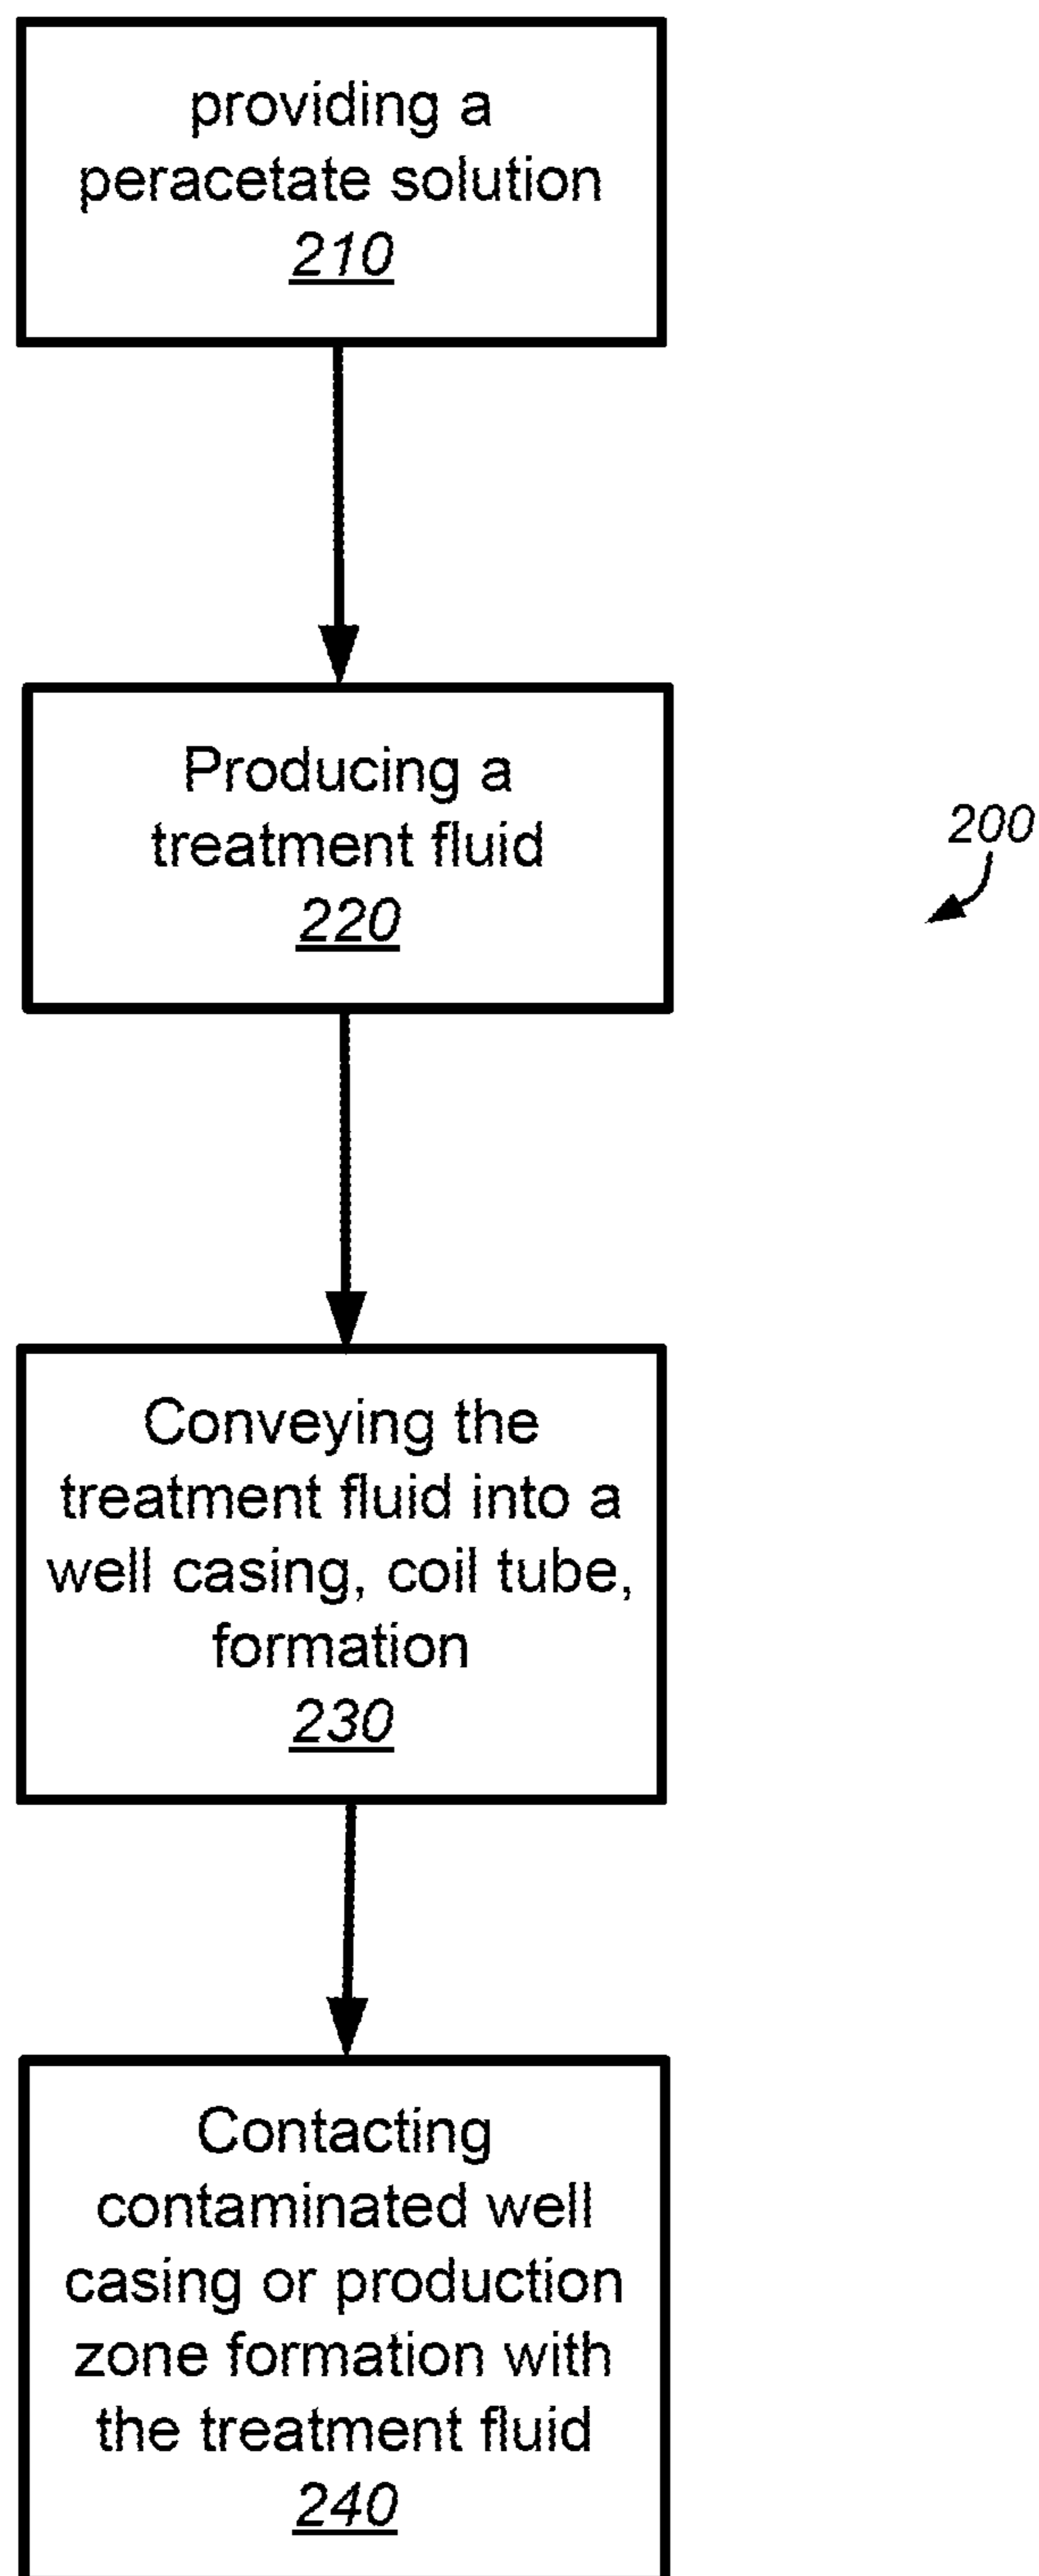 providing a
peracetate solution
210
Producing a
treatment fluid
220
200
Conveying the
treatment fluid into a
well casing, coil tube,
formation
230
Contacting
contaminated well
casing or production
zone formation with
the treatment fluid
240